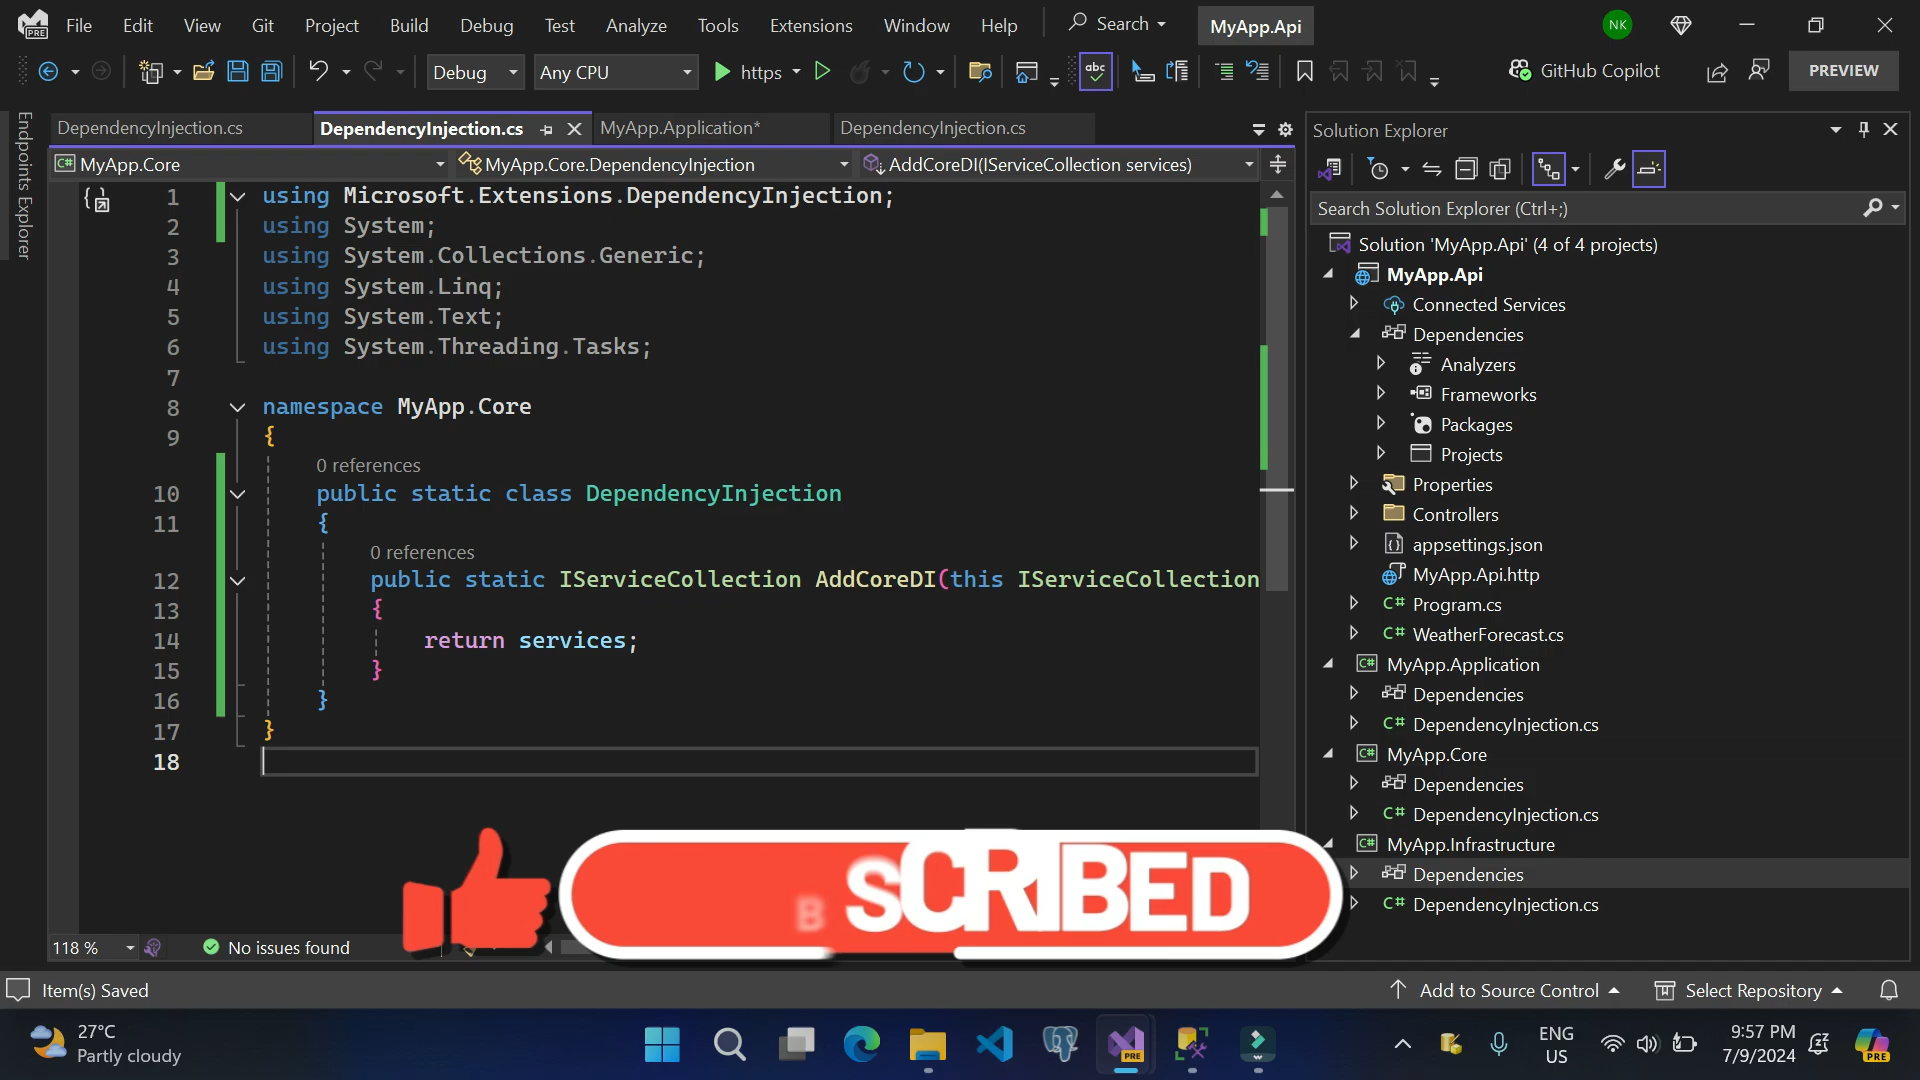 File Edit View Git Project Build Debug Test Analyze Tools Extensions Window Help Search MyApp.Api NK
PRE
Debug Any CPU https abc GitHub Copilot PREVIEW
Endpoints Explorer
DependencyInjection.cs DependencyInjection.cs MyApp.Application* DependencyInjection.cs
MyApp.Core MyApp.Core.DependencyInjection AddCoreDI(IServiceCollection services)
1 using Microsoft.Extensions.DependencyInjection;
2 using System;
3 using System.Collections.Generic;
4 using System.Linq;
5 using System.Text;
6 using System.Threading.Tasks;
7
8 namespace MyApp.Core
9 {
0 references
10 public static class DependencyInjection
11 {
0 references
12 public static IServiceCollection AddCoreDI(this IServiceCollection
13 {
14 return services;
15 }
16 }
17 }
18
118 % No issues found
Solution Explorer
Search Solution Explorer (Ctrl+;)
Solution 'MyApp.Api' (4 of 4 projects)
MyApp.Api
Connected Services
Dependencies
Analyzers
Frameworks
Packages
Projects
Properties
Controllers
appsettings.json
MyApp.Api.http
C# Program.cs
C# WeatherForecast.cs
C# MyApp.Application
Dependencies
C# DependencyInjection.cs
C# MyApp.Core
Dependencies
C# DependencyInjection.cs
C# MyApp.Infrastructure
Dependencies
C# DependencyInjection.cs
B SCRIBED
Item(s) Saved Add to Source Control Select Repository
27°C
Partly cloudy
PRE
ENG
US
9:57 PM
7/9/2024
PRE